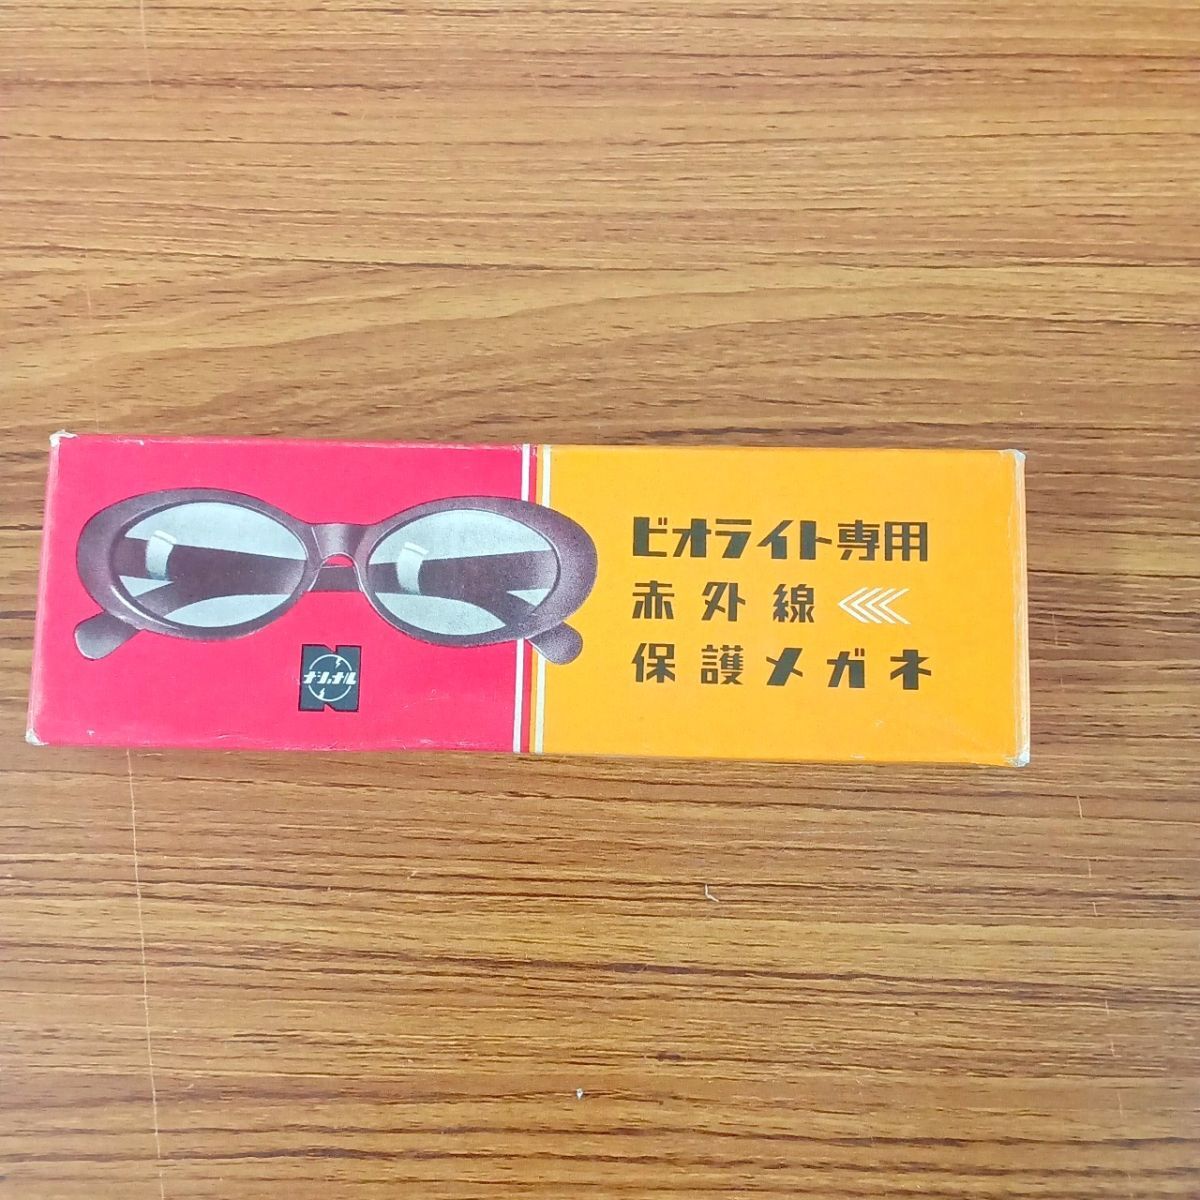 ビオライト専用
赤外線
保護メガネ
ナショナル